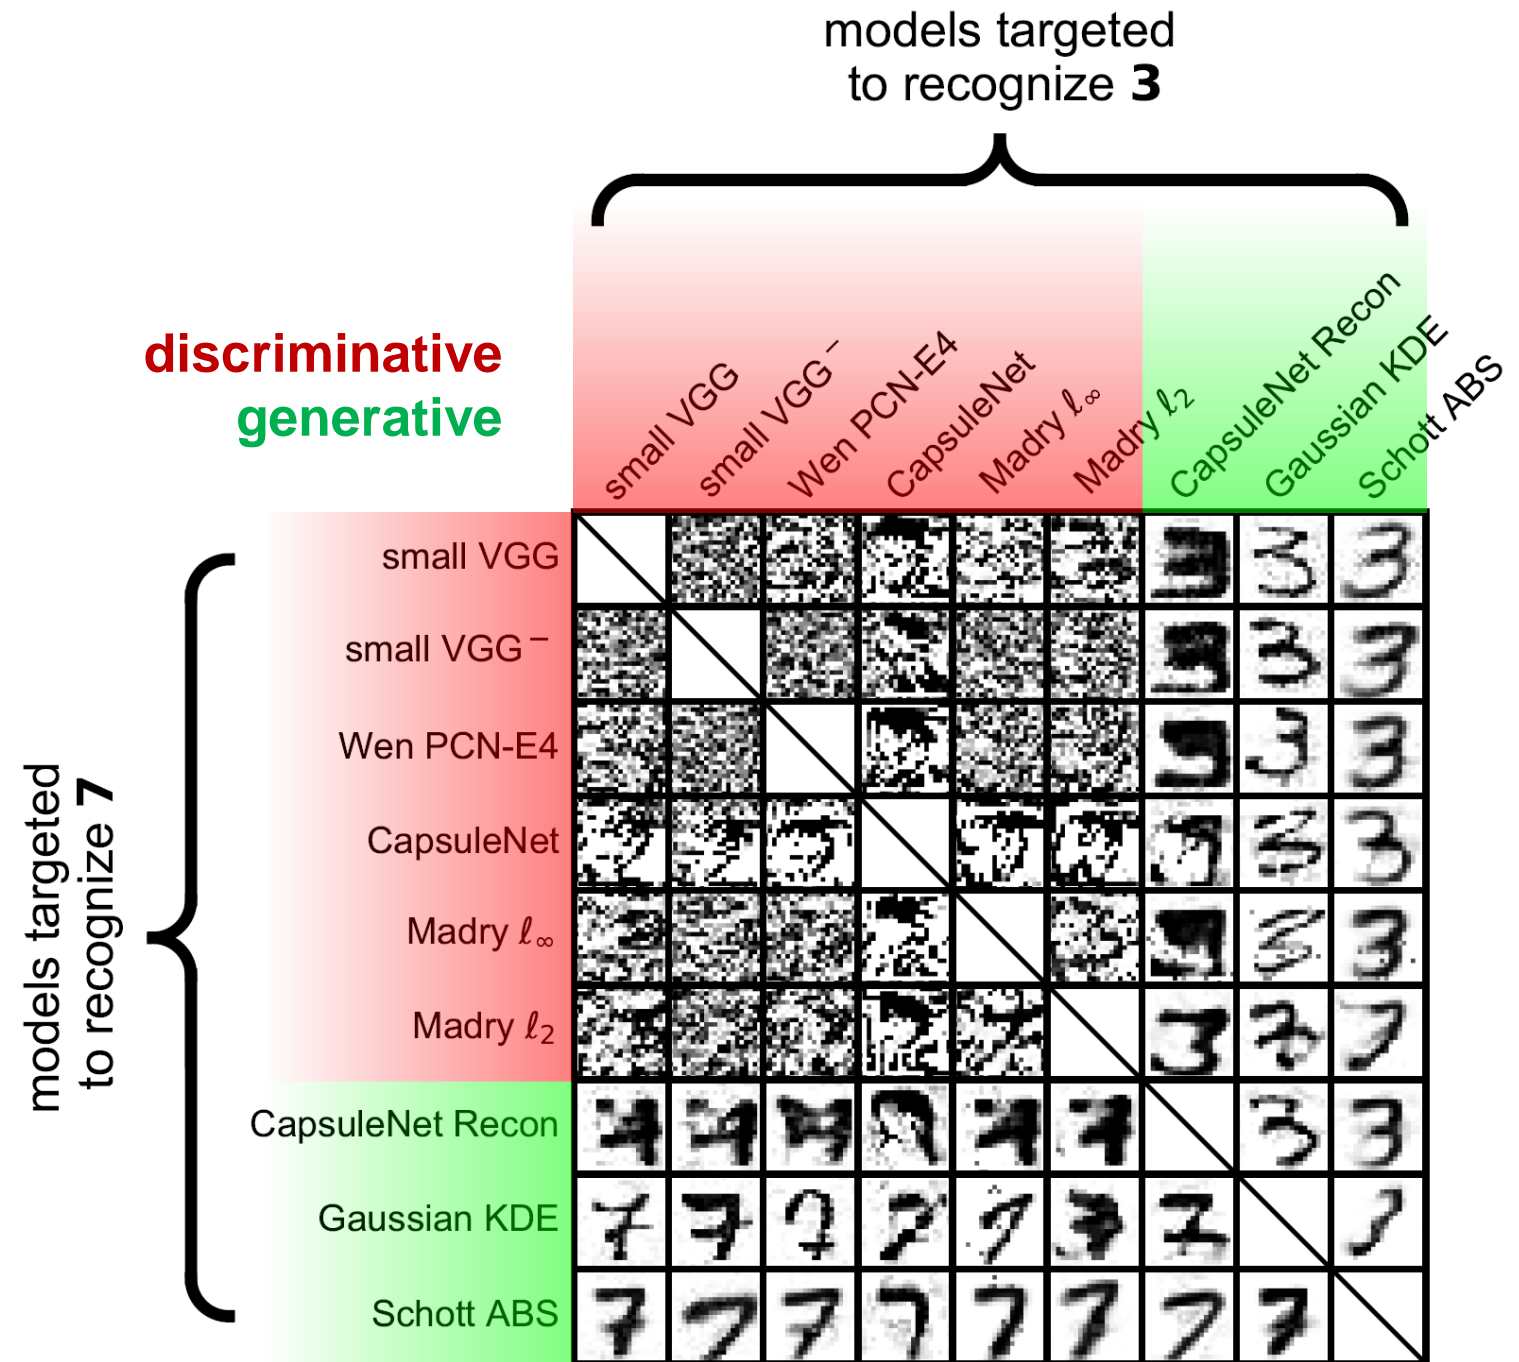 models targeted
to recognize 3
discriminative
generative
small VGG
small VGG⁻
Wen PCN-E4
CapsuleNet
Madry ℓ∞
Madry ℓ2
CapsuleNet Recon
Gaussian KDE
Schott ABS
models targeted
to recognize 7
small VGG
small VGG⁻
Wen PCN-E4
CapsuleNet
Madry ℓ∞
Madry ℓ2
CapsuleNet Recon
Gaussian KDE
Schott ABS